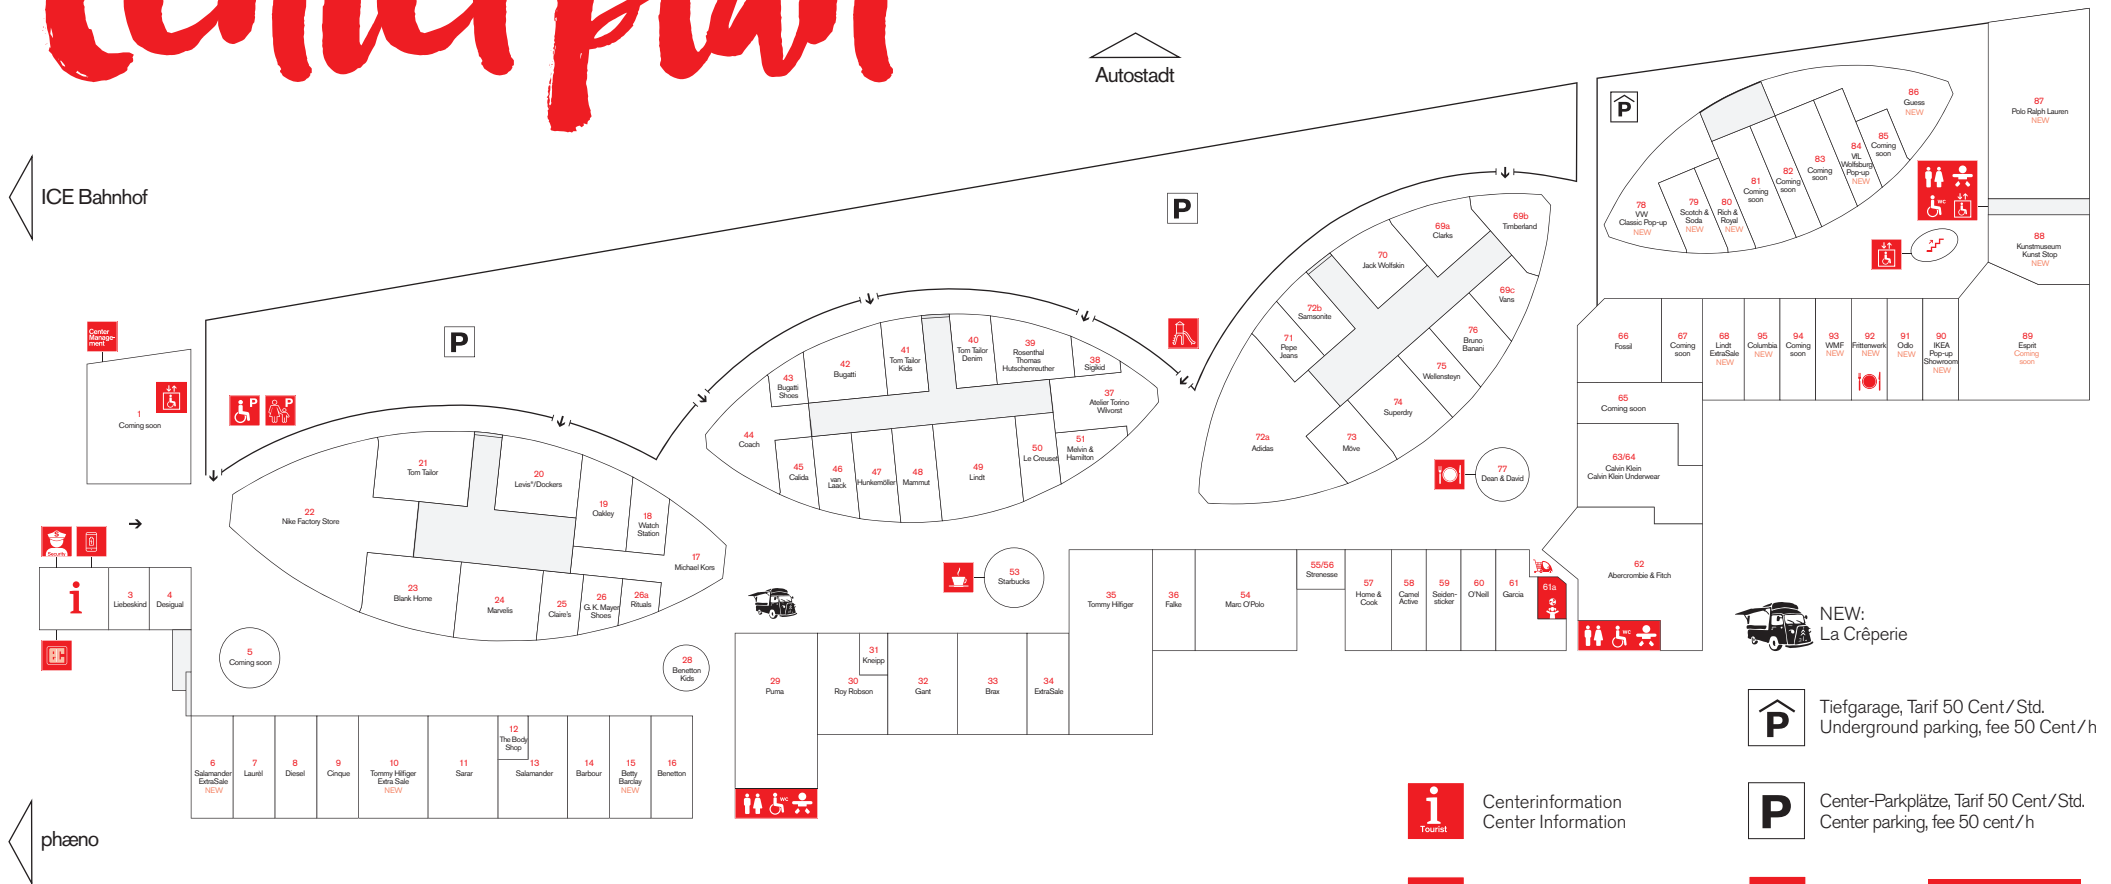 Centerplan
Autostadt
ICE Bahnhof
phæno
Center
Manage-
ment
1
Coming soon
P
P
P
Security
i
3
Liebeskind
4
Desigual
EC
5
Coming soon
6
Salamander
ExtraSale
NEW
7
Laurèl
8
Diesel
9
Cinque
10
Tommy Hilfiger
Extra Sale
NEW
11
Sarar
12
The Body
Shop
13
Salamander
14
Barbour
15
Betty
Barclay
NEW
16
Benetton
17
Michael Kors
18
Watch
Station
19
Oakley
20
Levis®/Dockers
21
Tom Tailor
22
Nike Factory Store
23
Blank Home
24
Marvelis
25
Claire's
26
G. K. Mayer
Shoes
26a
Rituals
28
Benetton
Kids
29
Puma
WC
30
Roy Robson
31
Kneipp
32
Gant
33
Brax
34
ExtraSale
35
Tommy Hilfiger
36
Falke
54
Marc O'Polo
55/56
Strenesse
57
Home &
Cook
58
Camel
Active
59
Seiden-
sticker
60
O'Neill
61
Garcia
61a
37
Atelier Torino
Wilvorst
38
Sigikid
39
Rosenthal
Thomas
Hutschenreuther
40
Tom Tailor
Denim
41
Tom Tailor
Kids
42
Bugatti
43
Bugatti
Shoes
44
Coach
45
Calida
46
van
Laack
47
Hunkemöller
48
Mammut
49
Lindt
50
Le Creuset
51
Melvin &
Hamilton
53
Starbucks
P
69a
Clarks
69b
Timberland
69c
Vans
70
Jack Wolfskin
71
Pepe
Jeans
72b
Samsonite
72a
Adidas
73
Möve
74
Superdry
75
Wellensteyn
76
Bruno
Banani
77
Dean & David
62
Abercrombie & Fitch
WC
63/64
Calvin Klein
Calvin Klein Underwear
65
Coming soon
66
Fossil
67
Coming
soon
68
Lindt
ExtraSale
NEW
95
Columbia
NEW
94
Coming
soon
93
WMF
NEW
92
Frittenwerk
NEW
91
Odlo
NEW
90
IKEA
Pop-up
Showroom
NEW
89
Esprit
Coming
soon
88
Kunstmuseum
Kunst Stop
NEW
87
Polo Ralph Lauren
NEW
86
Guess
NEW
85
Coming
soon
84
VfL
Wolfsburg
Pop-up
NEW
83
Coming
soon
82
Coming
soon
81
Coming
soon
80
Rich &
Royal
NEW
79
Scotch &
Soda
NEW
78
VW
Classic Pop-up
NEW
P
WC
NEW:
La Crêperie
P
Tiefgarage, Tarif 50 Cent/Std.
Underground parking, fee 50 Cent/h
P
Center-Parkplätze, Tarif 50 Cent/Std.
Center parking, fee 50 cent/h
i
Tourist
Centerinformation
Center Information